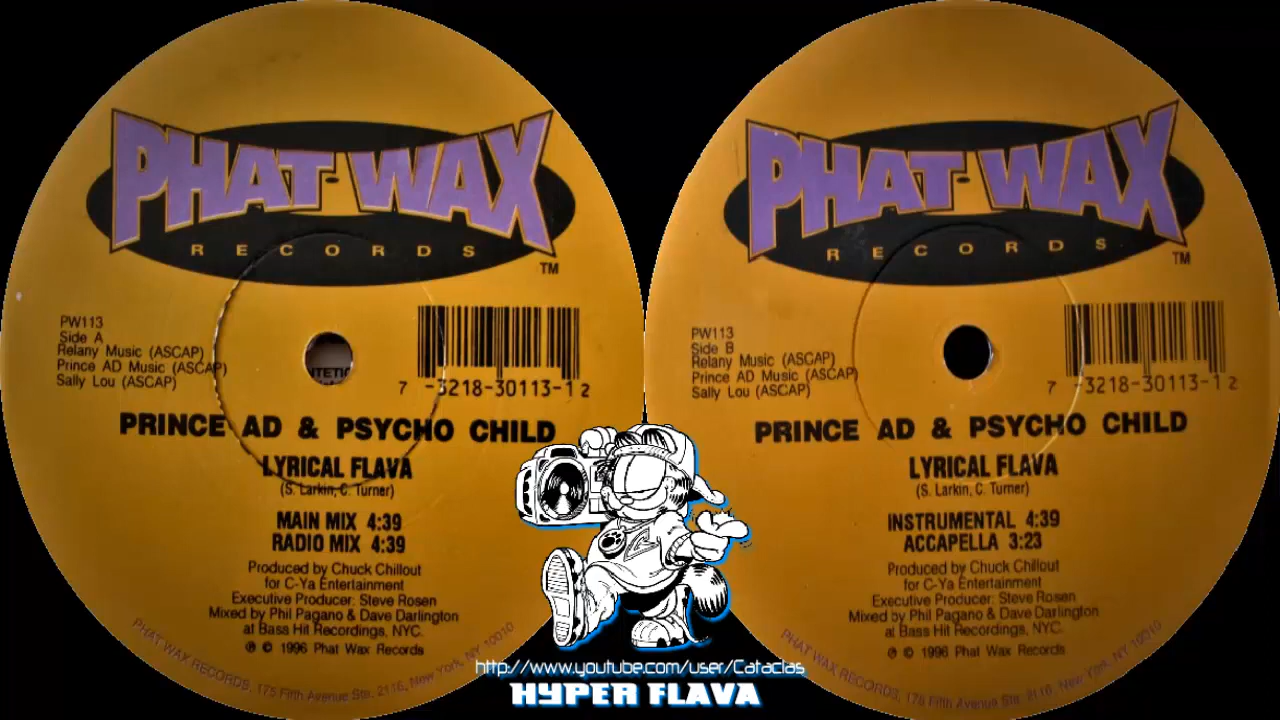 PHAT WAX
RECORDS
TM
PW113
Side A
Relany Music (ASCAP)
Prince AD Music (ASCAP)
Sally Lou (ASCAP)
7 -3218-30113-1 2
PRINCE AD & PSYCHO CHILD
LYRICAL FLAVA
(S. Larkin, C. Turner)
MAIN MIX 4:39
RADIO MIX 4:39
Produced by Chuck Chillout
for C-Ya Entertainment
Executive Producer: Steve Rosen
Mixed by Phil Pagano & Dave Darlington
at Bass Hit Recordings, NYC.
℗ © 1996 Phat Wax Records
PHAT WAX RECORDS, 175 Fifth Avenue Ste. 2116, New York, NY 10010
PHAT WAX
RECORDS
TM
PW113
Side B
Relany Music (ASCAP)
Prince AD Music (ASCAP)
Sally Lou (ASCAP)
7 -3218-30113-1 2
PRINCE AD & PSYCHO CHILD
LYRICAL FLAVA
(S. Larkin, C. Turner)
INSTRUMENTAL 4:39
ACCAPELLA 3:23
Produced by Chuck Chillout
for C-Ya Entertainment
Executive Producer: Steve Rosen
Mixed by Phil Pagano & Dave Darlington
at Bass Hit Recordings, NYC.
℗ © 1996 Phat Wax Records
PHAT WAX RECORDS, 175 Fifth Avenue Ste. 2116, New York, NY 10010
http://www.youtube.com/user/Cataclas
HYPER FLAVA